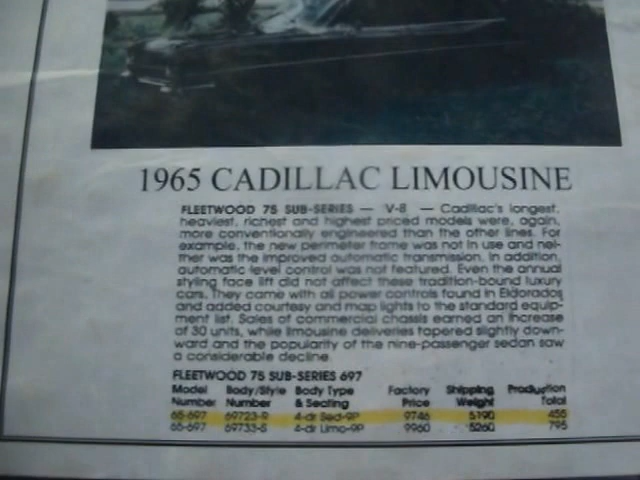 1965 CADILLAC LIMOUSINE
FLEETWOOD 75 SUB-SERIES — V-8 — Cadillac's longest,
heaviest, richest and highest priced models were, again,
more conventionally engineered than the other lines. For
example, the new perimeter frame was not in use and nei-
ther was the improved automatic transmission. In addition,
automatic level control was not featured. Even the annual
styling face lift did not affect these tradition-bound luxury
cars. They came with all power controls found in Eldorados
and added courtesy and map lights to the standard equip-
ment list. Sales of commercial chassis earned an increase
of 30 units, while limousine deliveries tapered slightly down-
ward and the popularity of the nine-passenger sedan saw
a considerable decline.
FLEETWOOD 75 SUB-SERIES 697
Model Body/Style Body Type Factory Shipping Production
Number Number & Seating Price Weight Total
65-697 69723-R 4-dr Sed-9P 9746 5190 455
65-697 69733-S 4-dr Limo-9P 9960 5260 795